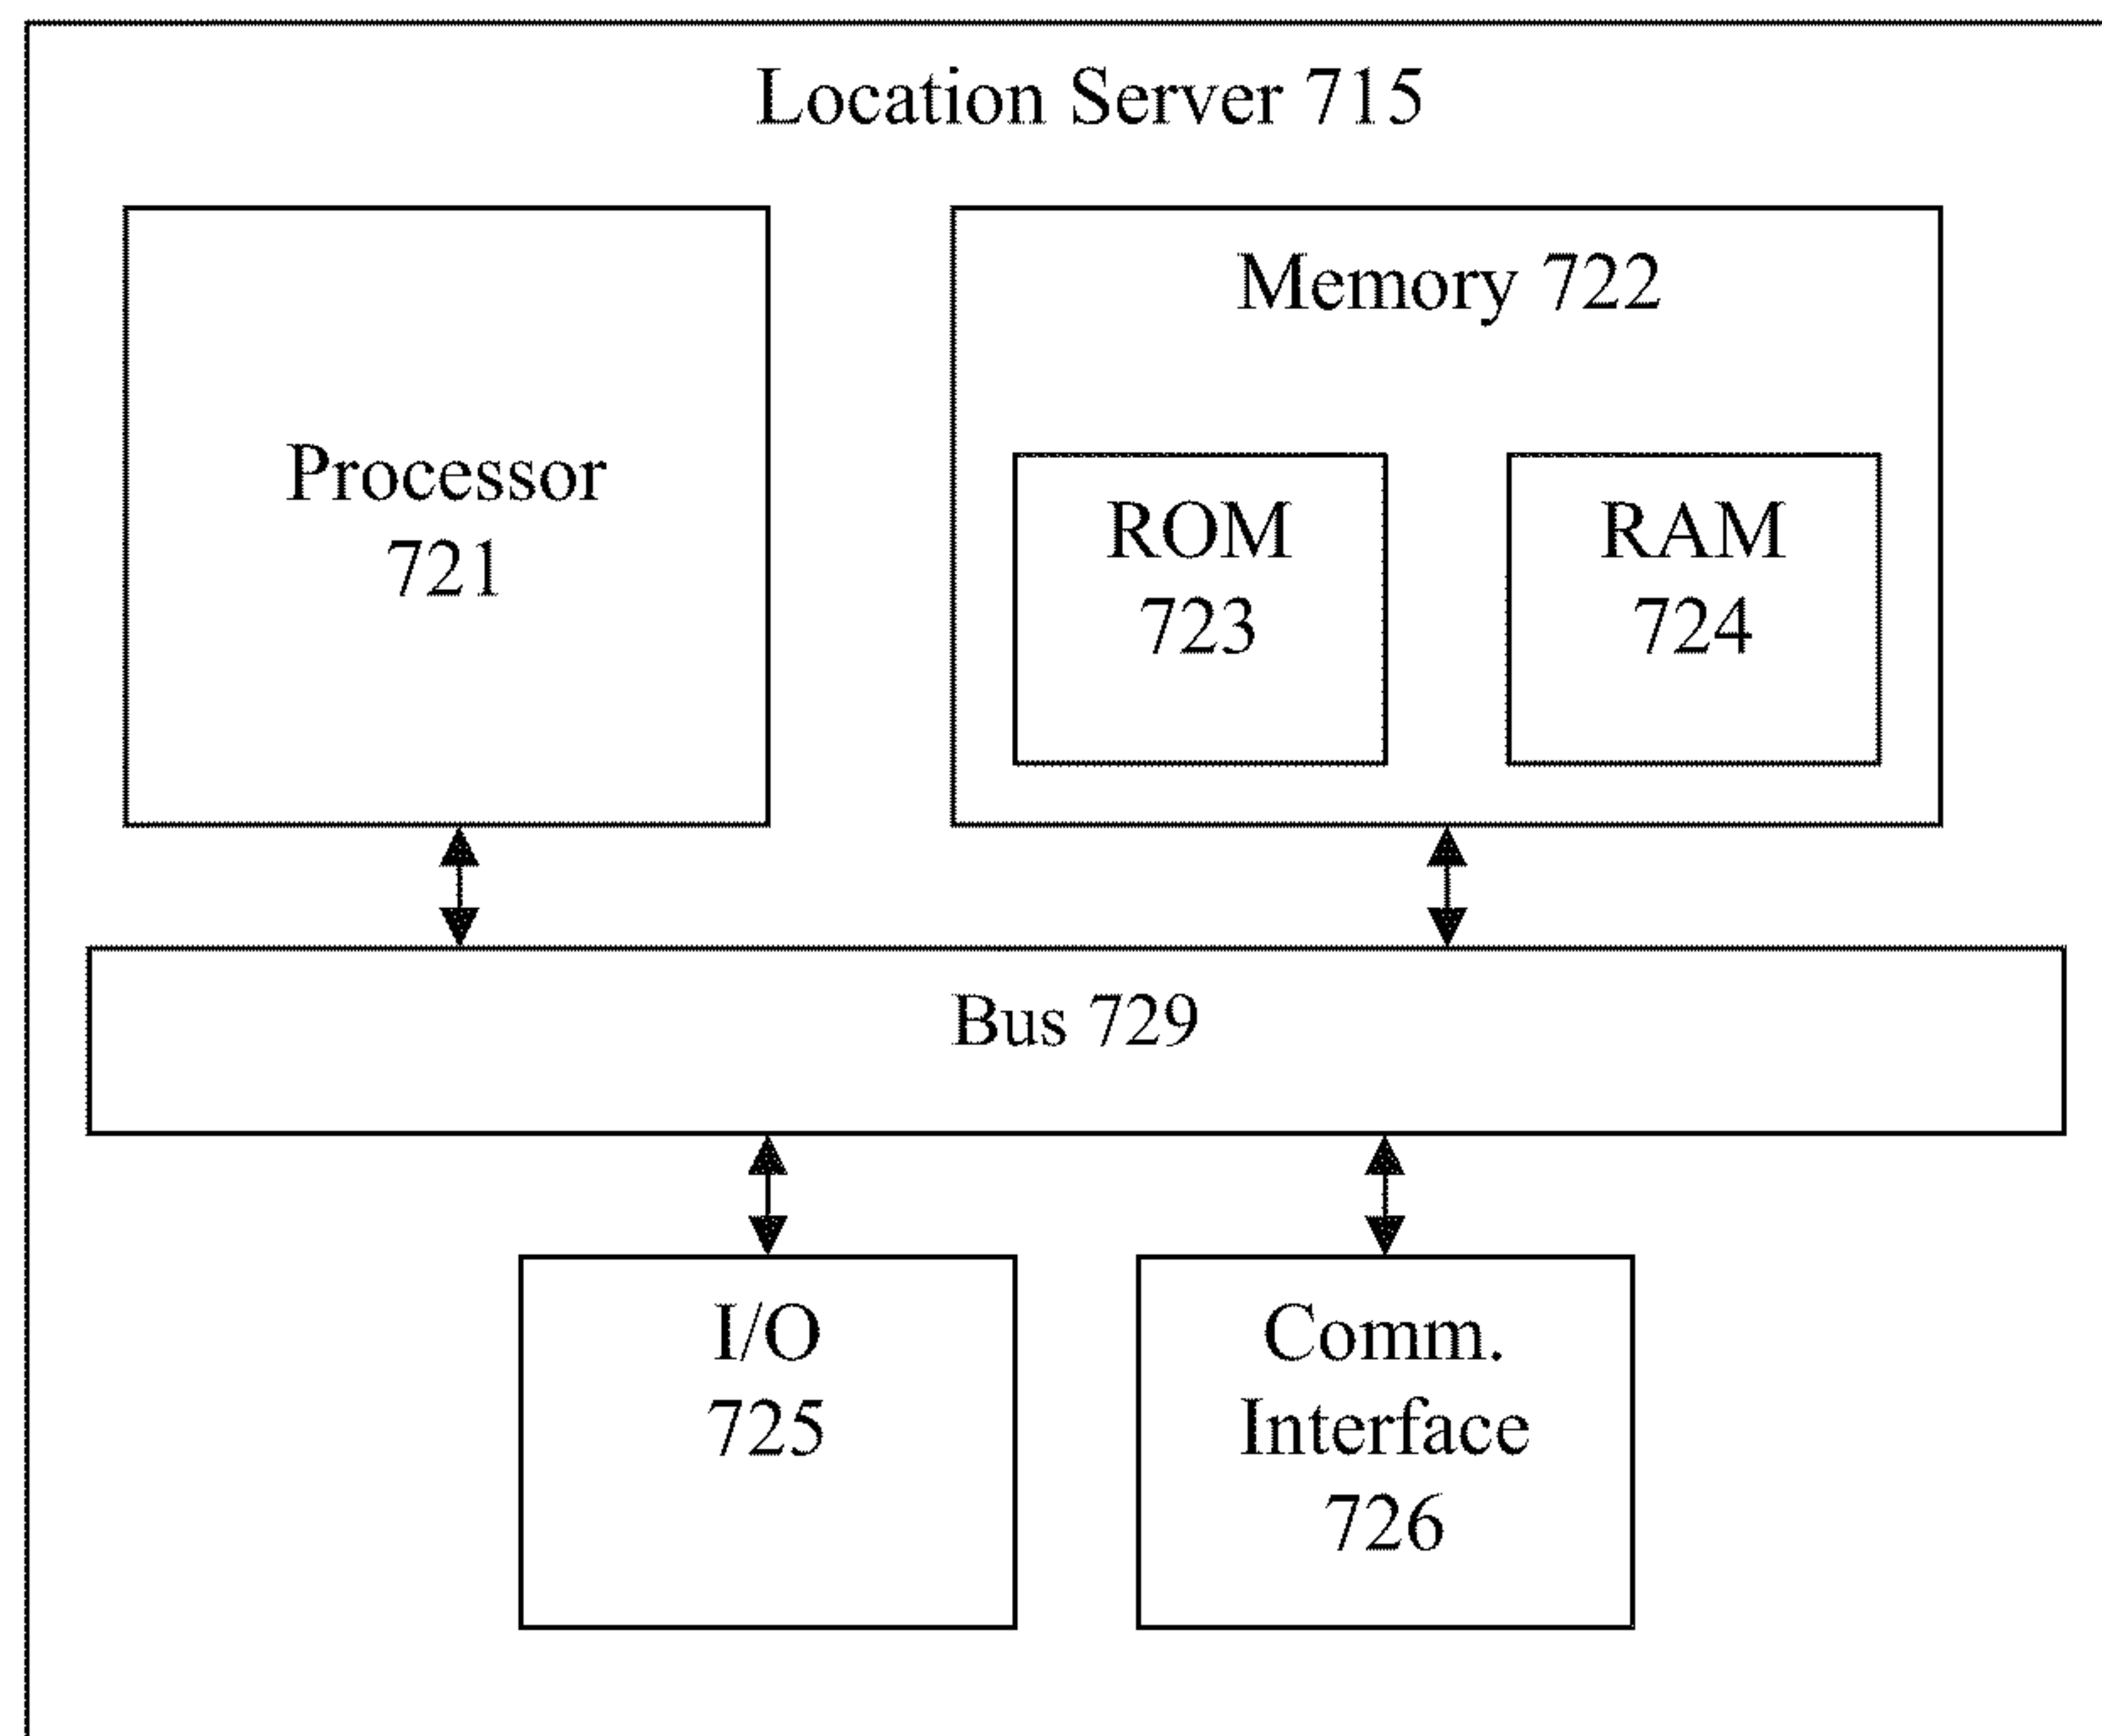 Location Server 715
Processor
721
Memory 722
ROM
723
RAM
724
Bus 729
I/O
725
Comm.
Interface
726